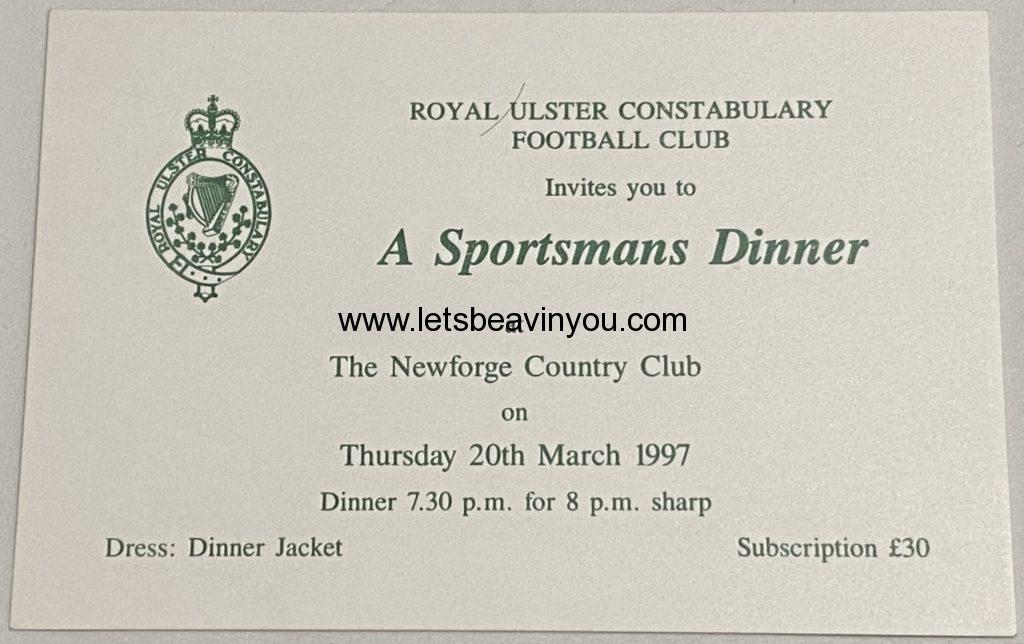 ROYAL ULSTER CONSTABULARY
FOOTBALL CLUB
ROYAL ULSTER CONSTABULARY
Invites you to
A Sportsmans Dinner
at
www.letsbeavinyou.com
The Newforge Country Club
on
Thursday 20th March 1997
Dinner 7.30 p.m. for 8 p.m. sharp
Dress: Dinner Jacket
Subscription £30